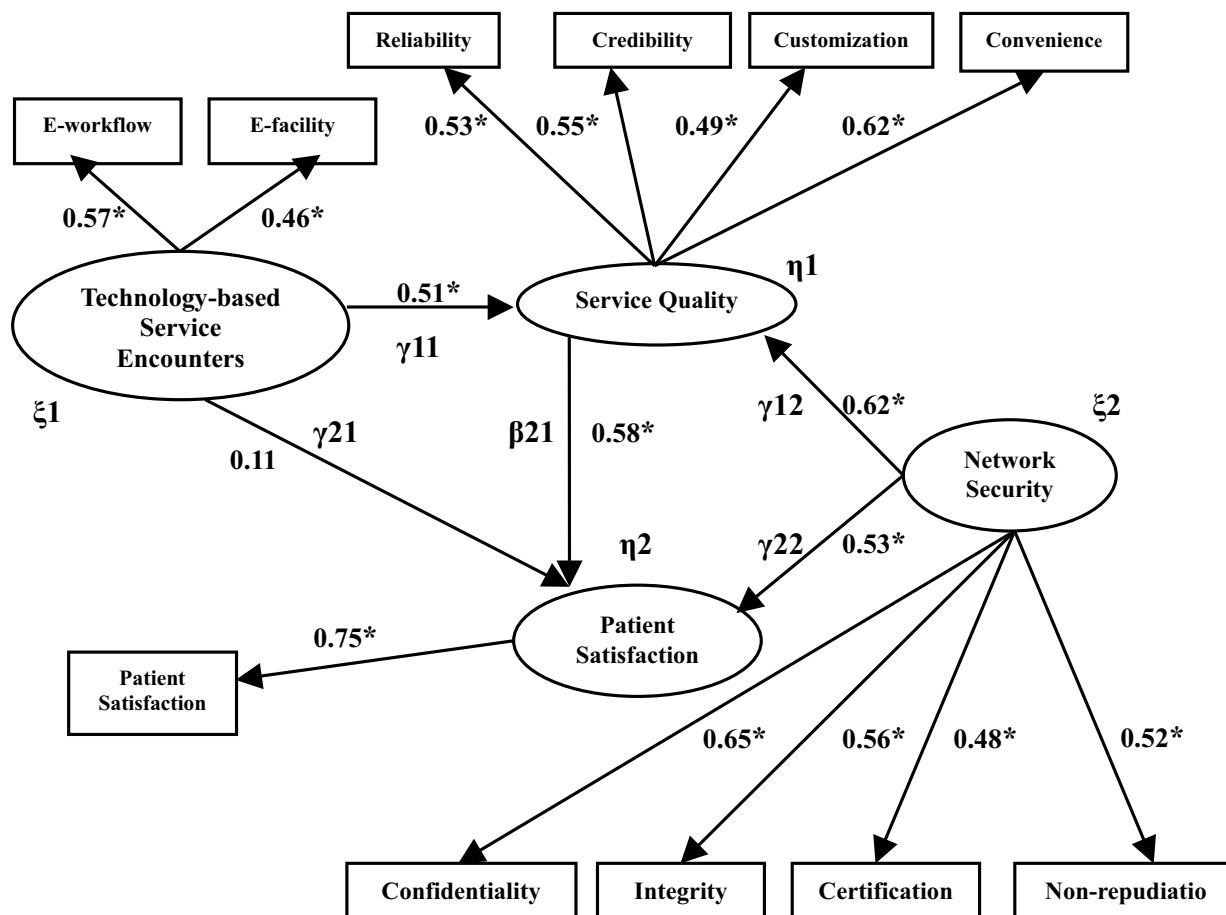 Reliability
Credibility
Customization
Convenience
E-workflow
E-facility
0.53*
0.55*
0.49*
0.62*
0.57*
0.46*
Technology-based
Service
Encounters
ξ1
0.51*
γ11
Service Quality
η1
γ21
0.11
β21
0.58*
γ12
0.62*
ξ2
Network
Security
γ22
0.53*
η2
Patient
Satisfaction
0.75*
Patient
Satisfaction
0.65*
0.56*
0.48*
0.52*
Confidentiality
Integrity
Certification
Non-repudiatio